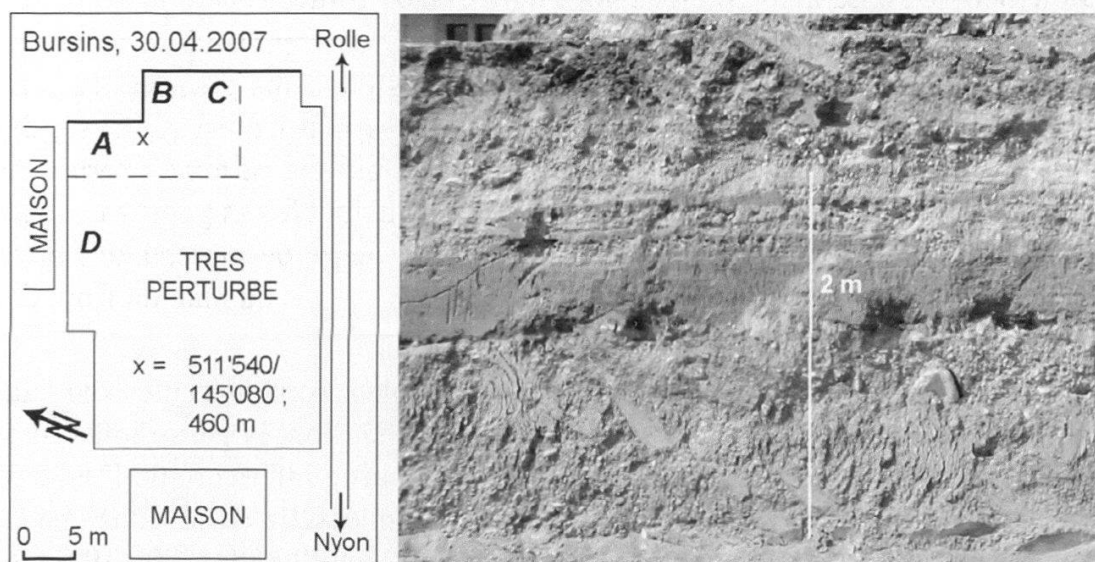 Bursins, 30.04.2007
Rolle
B
C
A
x
MAISON
D
TRES
PERTURBE
x = 511'540/
145'080 ;
460 m
N
MAISON
0 5 m
Nyon
2 m